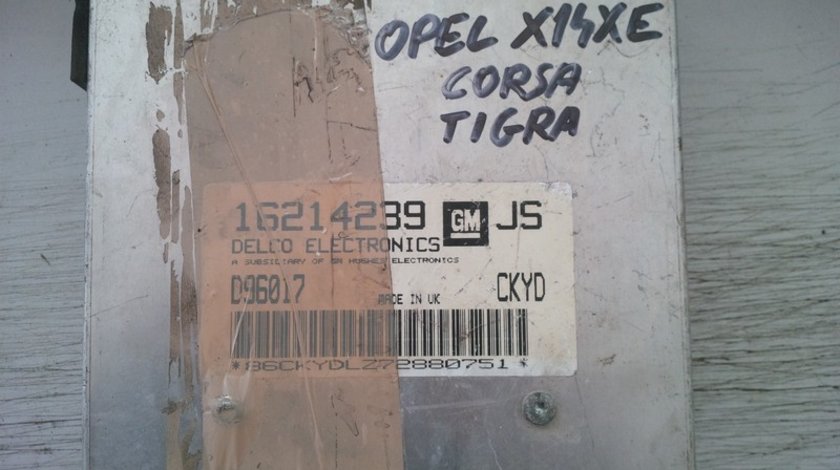 OPEL X14XE
CORSA
TIGRA
16214239 GM JS
DELCO ELECTRONICS
A SUBSIDIARY OF GM HUGHES ELECTRONICS
D96017 MADE IN UK CKYD
*86CKYDLZ72880751*